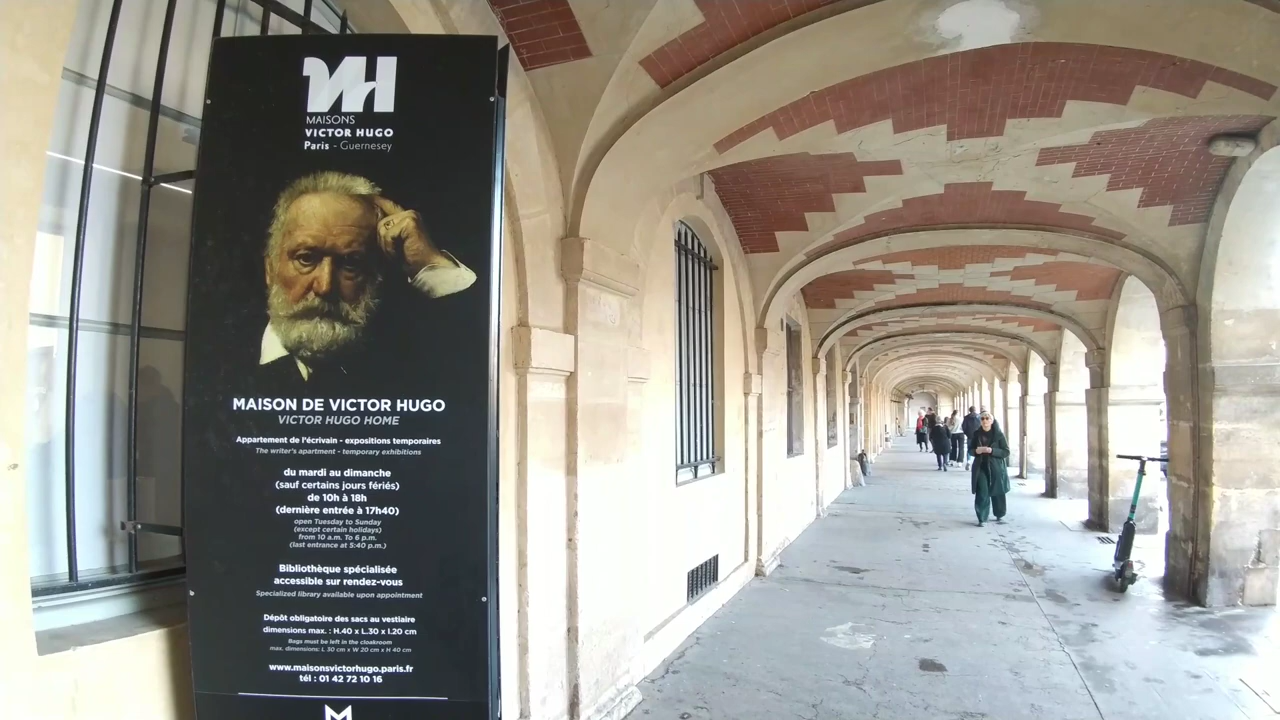 MH
MAISONS
VICTOR HUGO
Paris - Guernesey
MAISON DE VICTOR HUGO
VICTOR HUGO HOME
Appartement de l'écrivain - expositions temporaires
The writer's apartment - temporary exhibitions
du mardi au dimanche
(sauf certains jours fériés)
de 10h à 18h
(dernière entrée à 17h40)
open Tuesday to Sunday
(except certain holidays)
from 10 a.m. To 6 p.m.
(last entrance at 5:40 p.m.)
Bibliothèque spécialisée
accessible sur rendez-vous
Specialized library available upon appointment
Dépôt obligatoire des sacs au vestiaire
dimensions max. : H.40 x L.30 x l.20 cm
Bags must be left in the cloakroom
max. dimensions: L 30 cm x W 20 cm x H 40 cm
www.maisonsvictorhugo.paris.fr
tél : 01 42 72 10 16
M